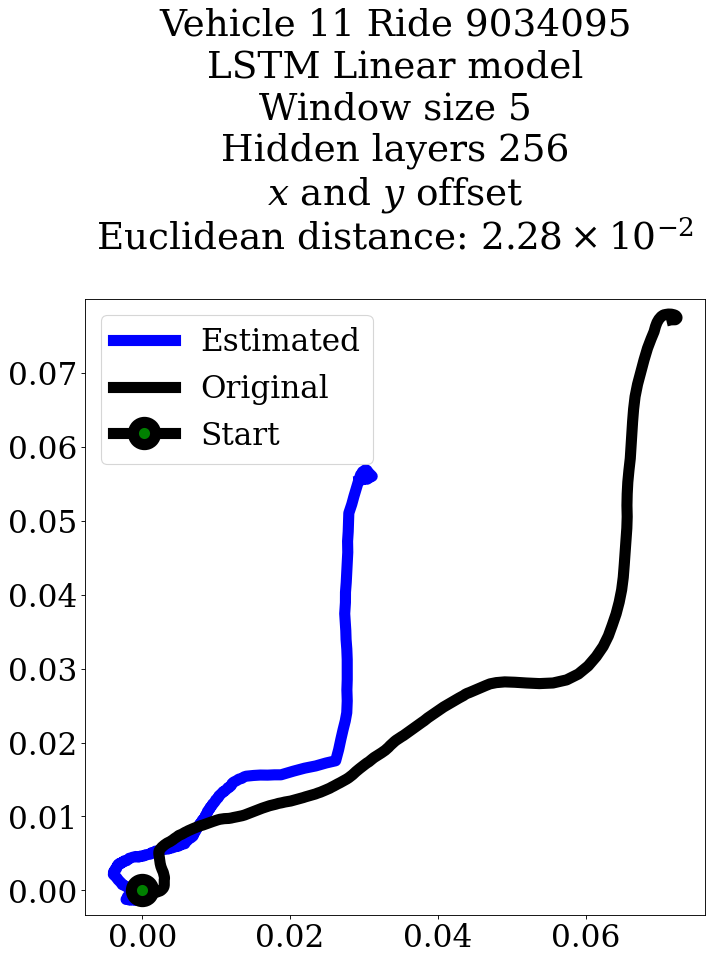 Vehicle 11 Ride 9034095
LSTM Linear model
Window size 5
Hidden layers 256
x and y offset
Euclidean distance: 2.28 × 10⁻²
Estimated
Original
Start
0.07
0.06
0.05
0.04
0.03
0.02
0.01
0.00
0.00 0.02 0.04 0.06